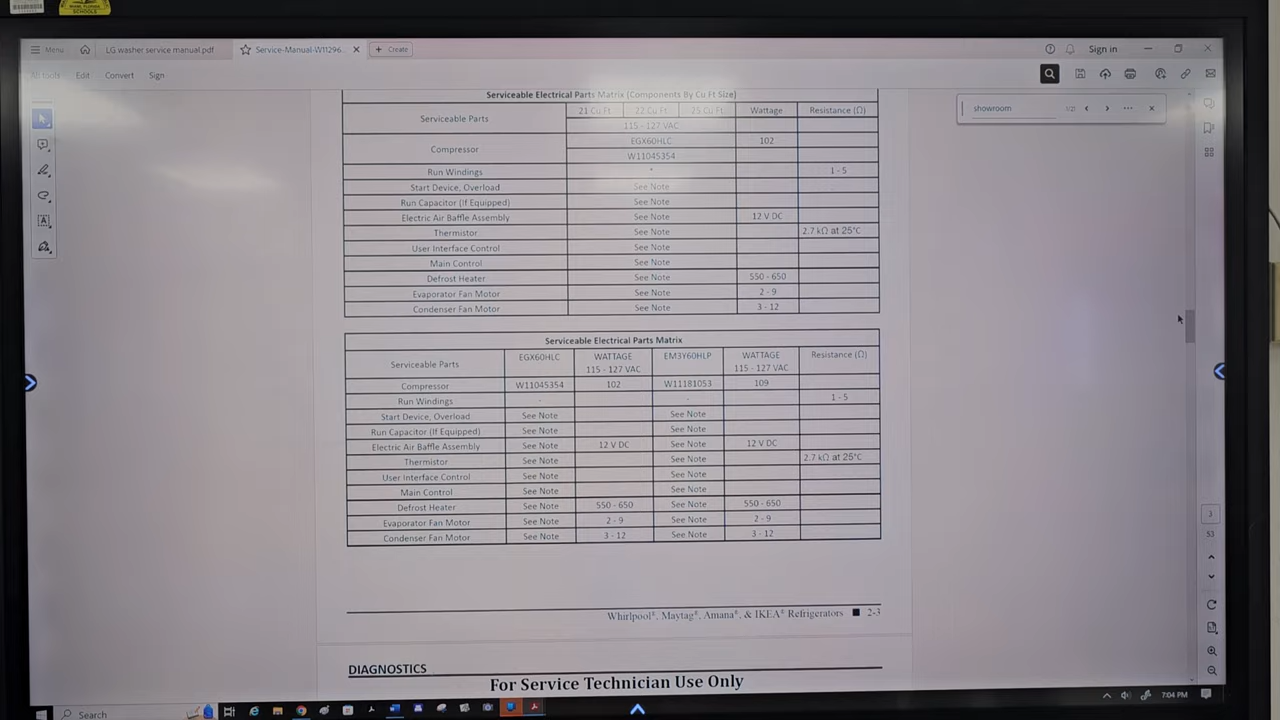 SCHOOLS
Menu LG washer service manual.pdf Service-Manual-W11296... Create Sign in
All tools Edit Convert Sign
showroom 1/21
Serviceable Electrical Parts Matrix (Components By Cu Ft Size)
Serviceable Parts 21 Cu Ft 22 Cu Ft 25 Cu Ft Wattage Resistance (Ω)
115 - 127 VAC
Compressor EGX60HLC 102
W11045354
Run Windings * 1 - 5
Start Device, Overload See Note
Run Capacitor (If Equipped) See Note
Electric Air Baffle Assembly See Note 12 V DC
Thermistor See Note 2.7 kΩ at 25°C
User Interface Control See Note
Main Control See Note
Defrost Heater See Note 550 - 650
Evaporator Fan Motor See Note 2 - 9
Condenser Fan Motor See Note 3 - 12
Serviceable Electrical Parts Matrix
Serviceable Parts EGX60HLC WATTAGE 115 - 127 VAC EM3Y60HLP WATTAGE 115 - 127 VAC Resistance (Ω)
Compressor W11045354 102 W11181053 109
Run Windings - - 1 - 5
Start Device, Overload See Note See Note
Run Capacitor (If Equipped) See Note See Note
Electric Air Baffle Assembly See Note 12 V DC See Note 12 V DC
Thermistor See Note See Note 2.7 kΩ at 25°C
User Interface Control See Note See Note
Main Control See Note See Note
Defrost Heater See Note 550 - 650 See Note 550 - 650
Evaporator Fan Motor See Note 2 - 9 See Note 2 - 9
Condenser Fan Motor See Note 3 - 12 See Note 3 - 12
3
53
Whirlpool®, Maytag®, Amana®, & IKEA® Refrigerators ■ 2-3
DIAGNOSTICS
For Service Technician Use Only
Search 7:04 PM